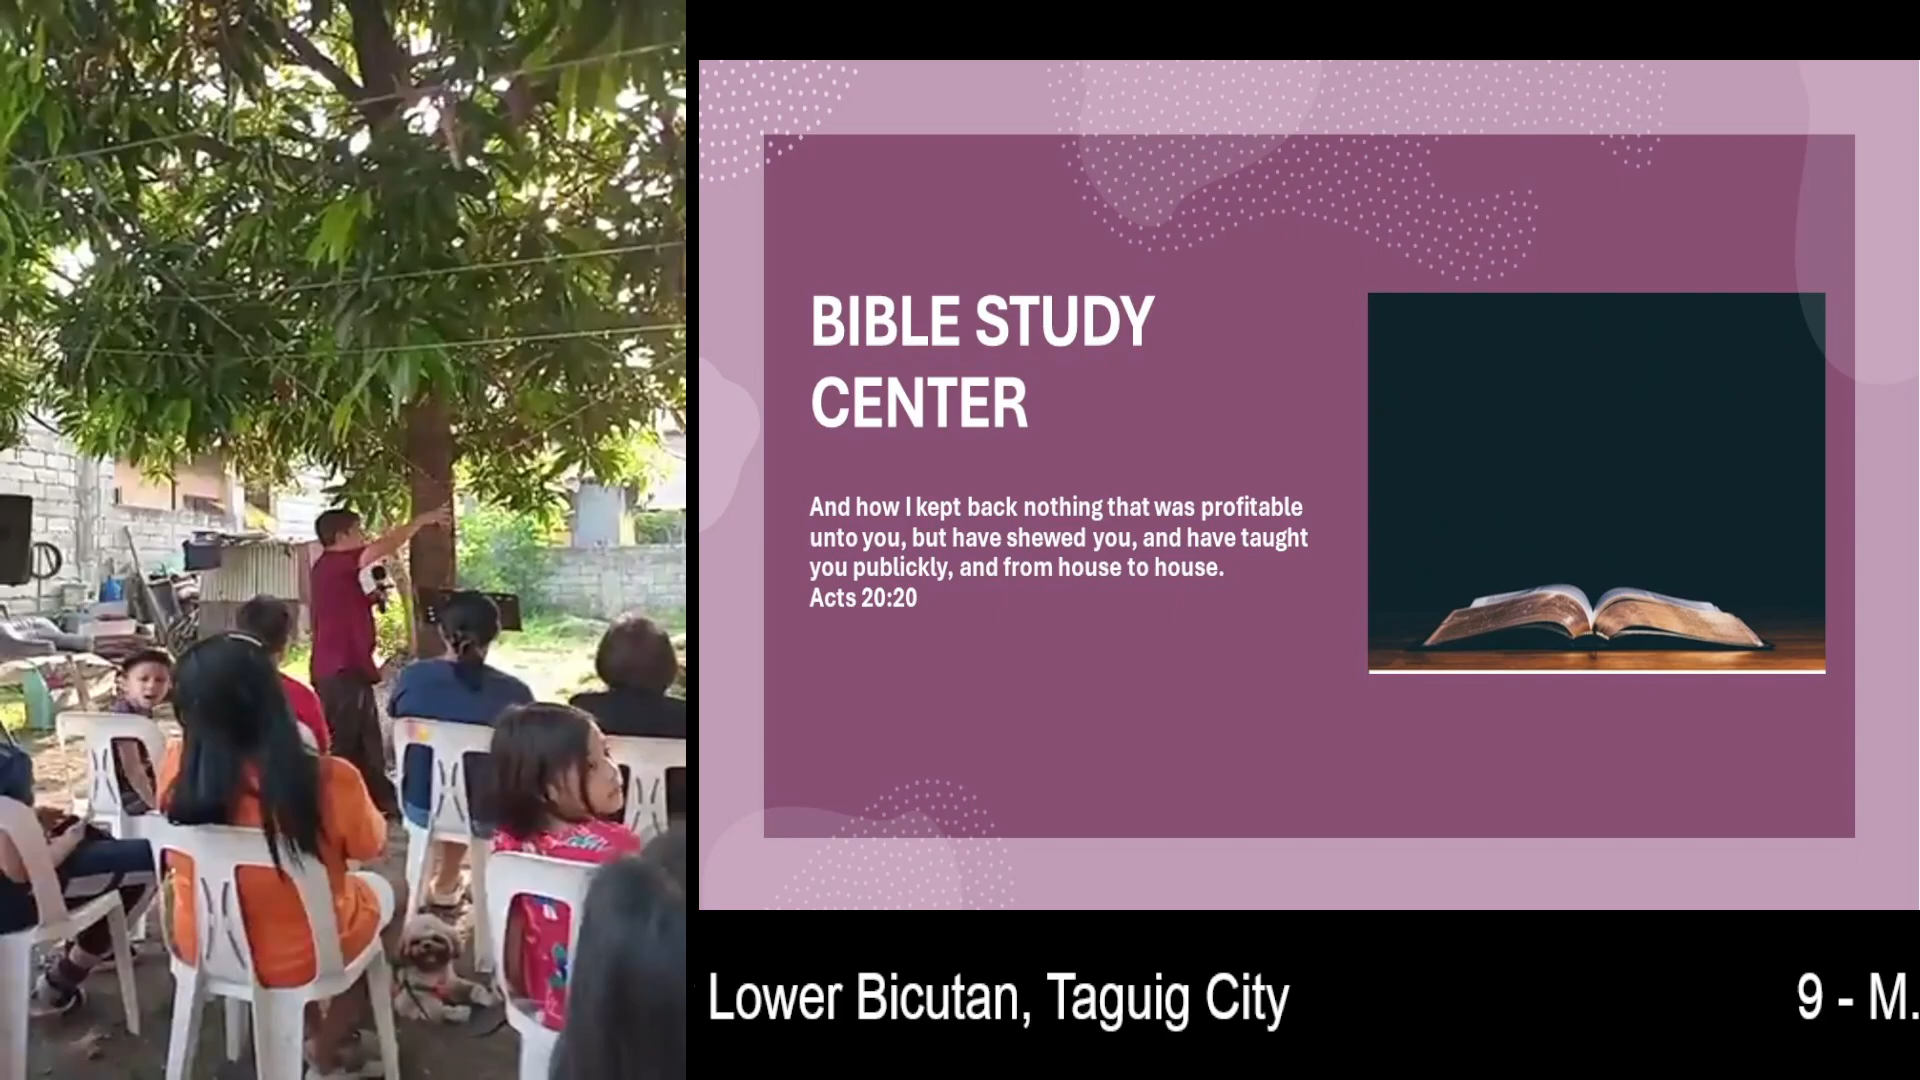 BIBLE STUDY
CENTER
And how I kept back nothing that was profitable
unto you, but have shewed you, and have taught
you publickly, and from house to house.
Acts 20:20
Lower Bicutan, Taguig City
9 - M.